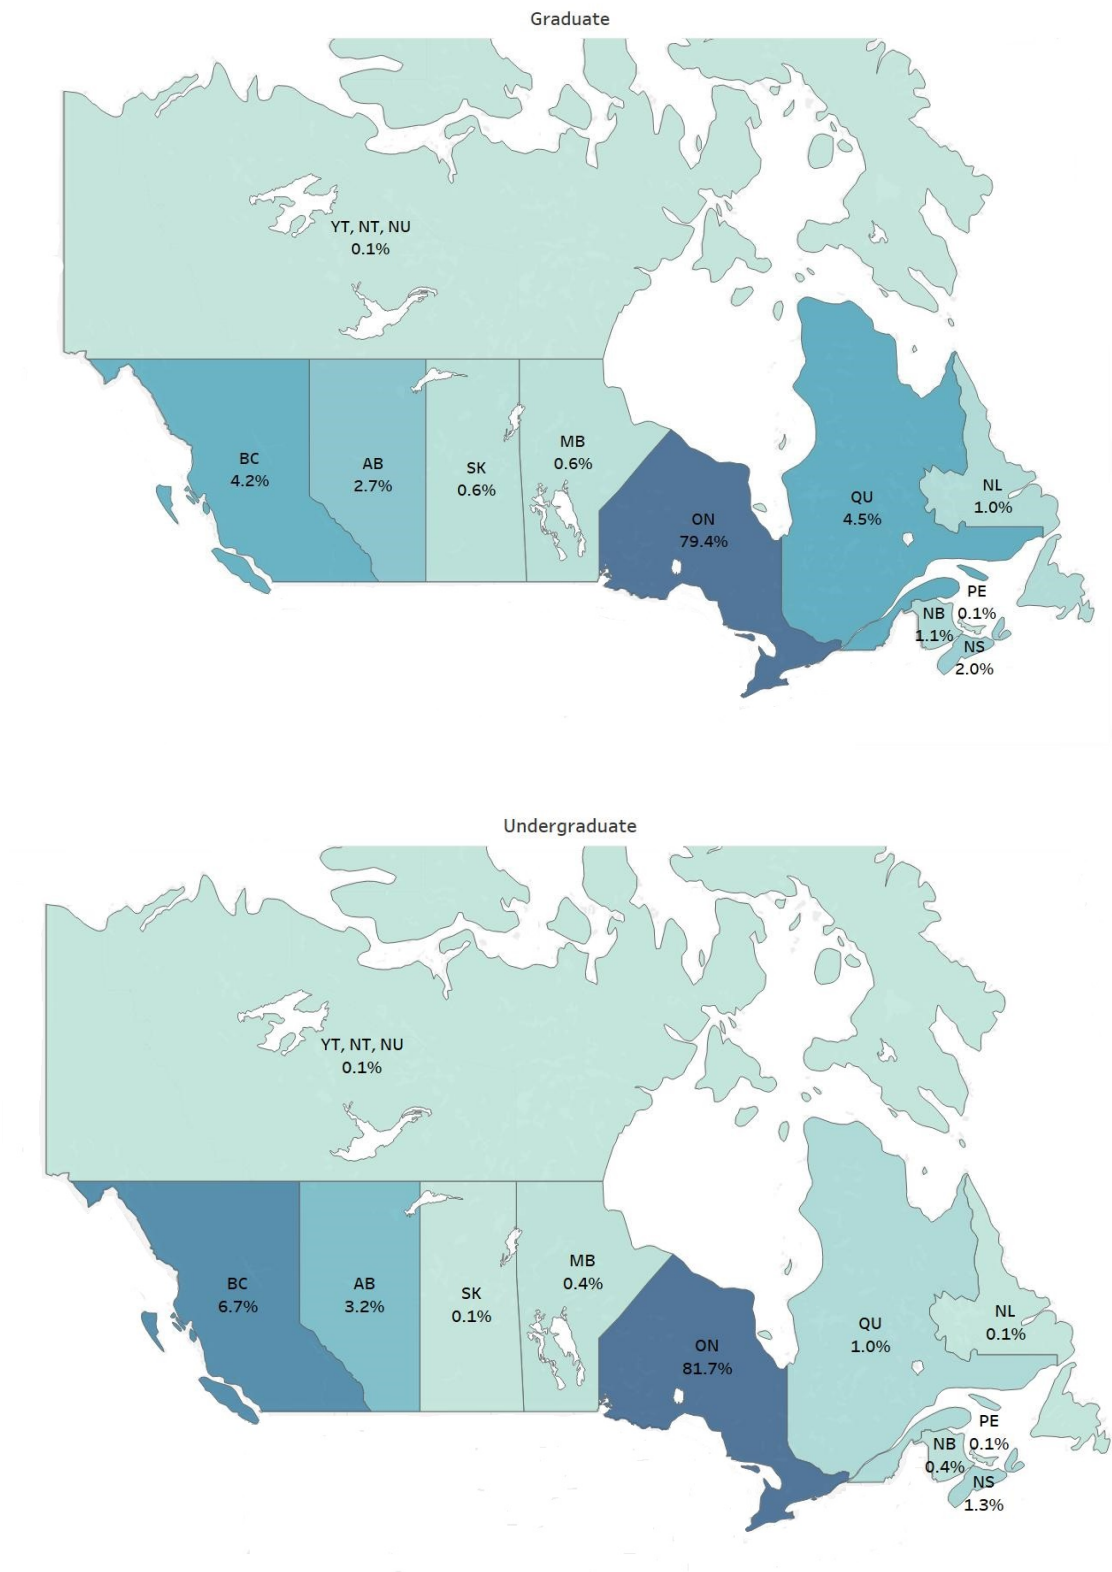 Graduate
YT, NT, NU
0.1%
BC
4.2%
AB
2.7%
SK
0.6%
MB
0.6%
ON
79.4%
QU
4.5%
NL
1.0%
PE
0.1%
NB
1.1%
NS
2.0%
Undergraduate
YT, NT, NU
0.1%
BC
6.7%
AB
3.2%
SK
0.1%
MB
0.4%
ON
81.7%
QU
1.0%
NL
0.1%
PE
0.1%
NB
0.4%
NS
1.3%